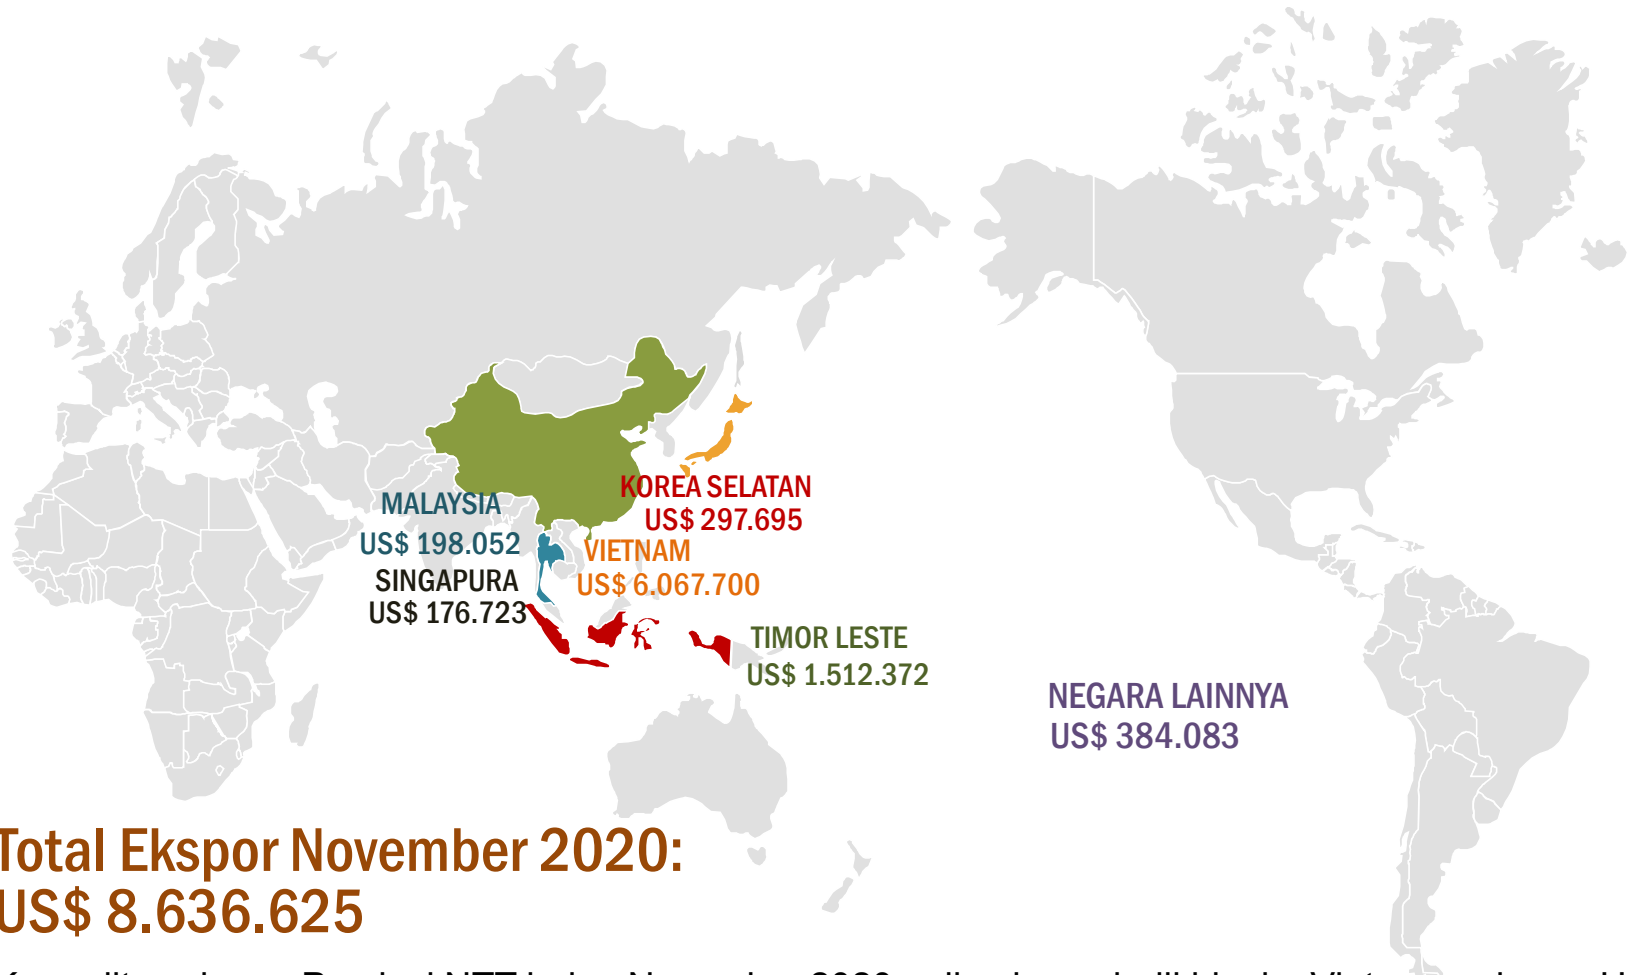 MALAYSIA
US$ 198.052
SINGAPURA
US$ 176.723
KOREA SELATAN
US$ 297.695
VIETNAM
US$ 6.067.700
TIMOR LESTE
US$ 1.512.372
NEGARA LAINNYA
US$ 384.083
Total Ekspor November 2020:
US$ 8.636.625